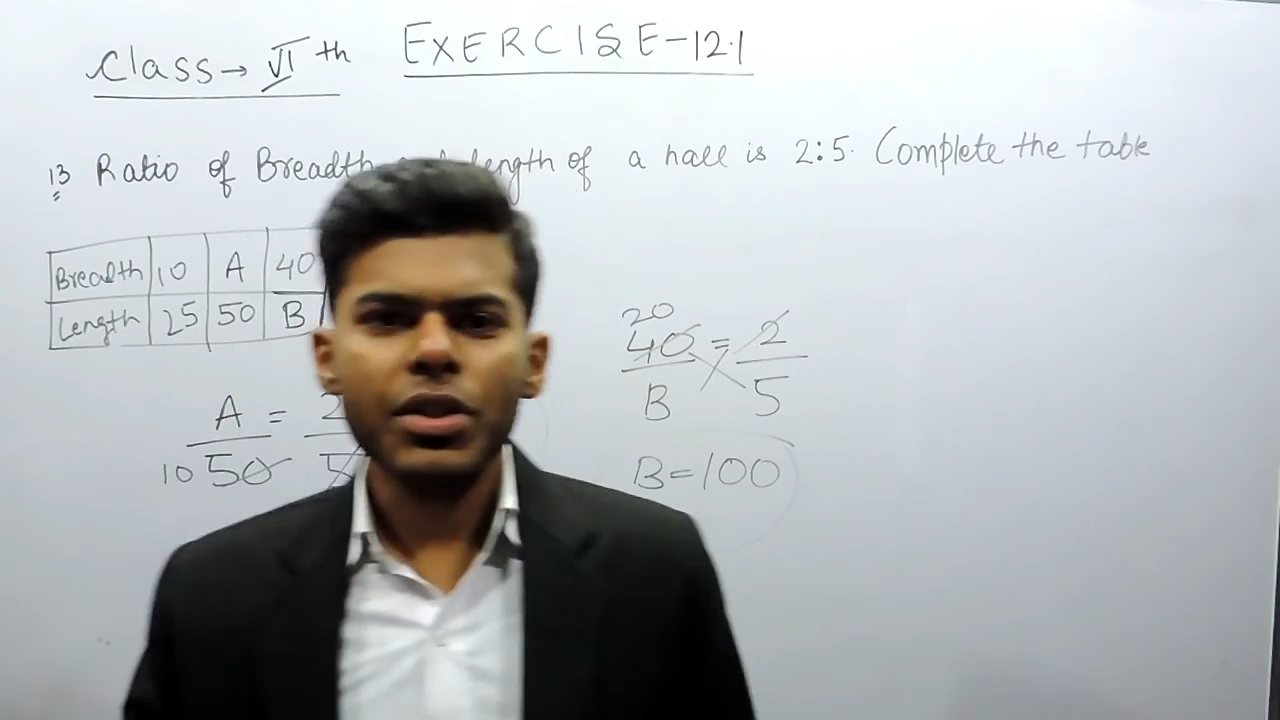 Class → VI th EXERCISE-12.1
13 Ratio of Breadth length of a hall is 2:5. Complete the table
Breadth 10 A 40
Length 25 50 B
20
40 = 2
B 5
A = 2
10 50 5
B=100